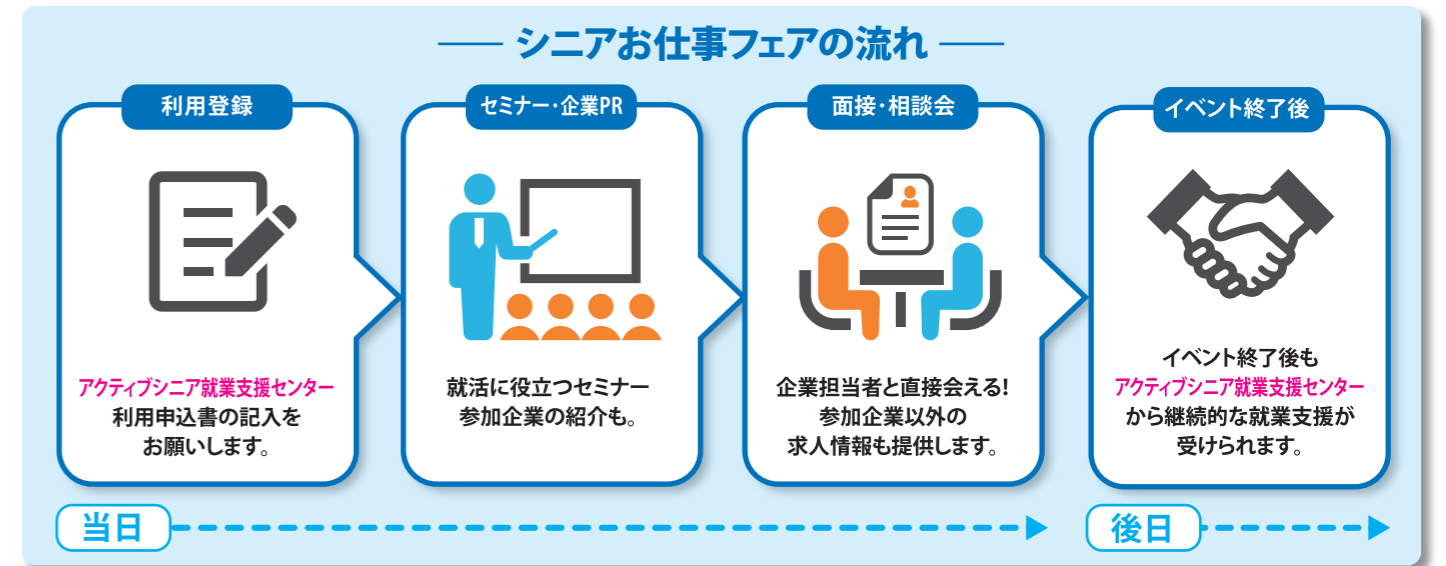 シニアお仕事フェアの流れ
利用登録
アクティブシニア就業支援センター
利用申込書の記入を
お願いします。
セミナー・企業PR
就活に役立つセミナー
参加企業の紹介も。
面接・相談会
企業担当者と直接会える!
参加企業以外の
求人情報も提供します。
イベント終了後
イベント終了後も
アクティブシニア就業支援センター
から継続的な就業支援が
受けられます。
当日
後日